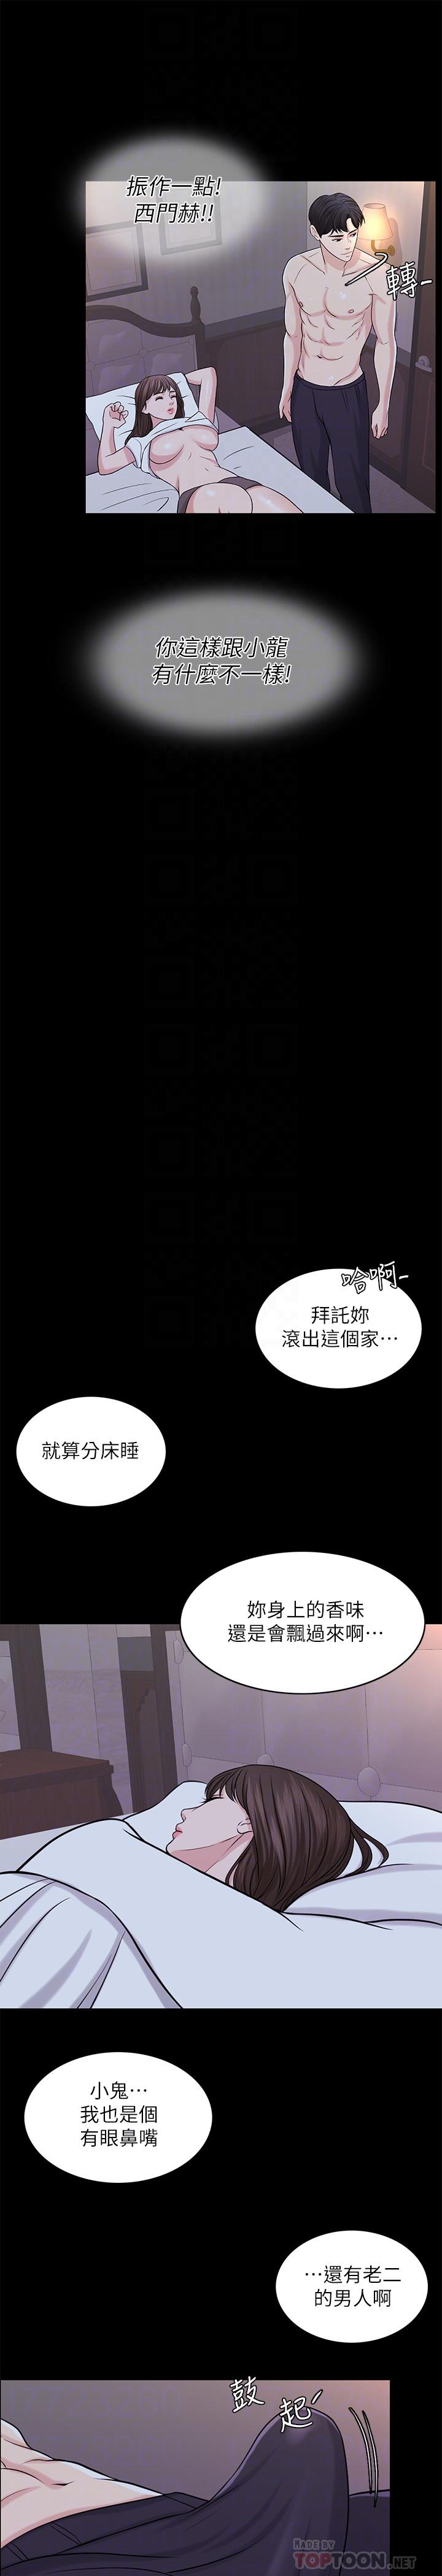 振作一點!
西門赫!!
轉-
你這樣跟小龍
有什麼不一樣!
哈啊-
拜託妳
滾出這個家…
就算分床睡
妳身上的香味
還是會飄過來啊…
小鬼…
我也是個
有眼鼻嘴
…還有老二
的男人啊
鼓
起-
MADE BY
TOPTOON.COM